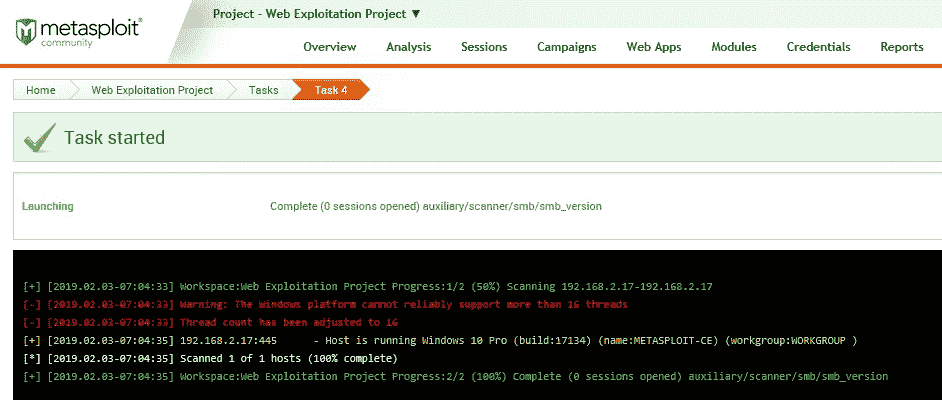 Project - Web Exploitation Project ▼
metasploit®
community
Overview Analysis Sessions Campaigns Web Apps Modules Credentials Reports
Home Web Exploitation Project Tasks Task 4
Task started
Launching Complete (0 sessions opened) auxiliary/scanner/smb/smb_version
[+] [2019.02.03-07:04:33] Workspace:Web Exploitation Project Progress:1/2 (50%) Scanning 192.168.2.17-192.168.2.17
[-] [2019.02.03-07:04:33] Warning: The Windows platform cannot reliably support more than 16 threads
[-] [2019.02.03-07:04:33] Thread count has been adjusted to 16
[+] [2019.02.03-07:04:35] 192.168.2.17:445 - Host is running Windows 10 Pro (build:17134) (name:METASPLOIT-CE) (workgroup:WORKGROUP )
[*] [2019.02.03-07:04:35] Scanned 1 of 1 hosts (100% complete)
[+] [2019.02.03-07:04:35] Workspace:Web Exploitation Project Progress:2/2 (100%) Complete (0 sessions opened) auxiliary/scanner/smb/smb_version